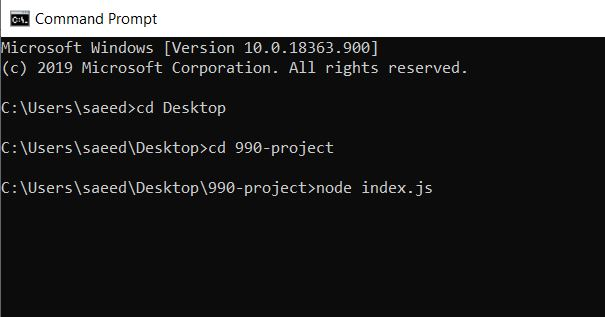 Command Prompt
Microsoft Windows [Version 10.0.18363.900]
(c) 2019 Microsoft Corporation. All rights reserved.
C:\Users\saeed>cd Desktop
C:\Users\saeed\Desktop>cd 990-project
C:\Users\saeed\Desktop\990-project>node index.js